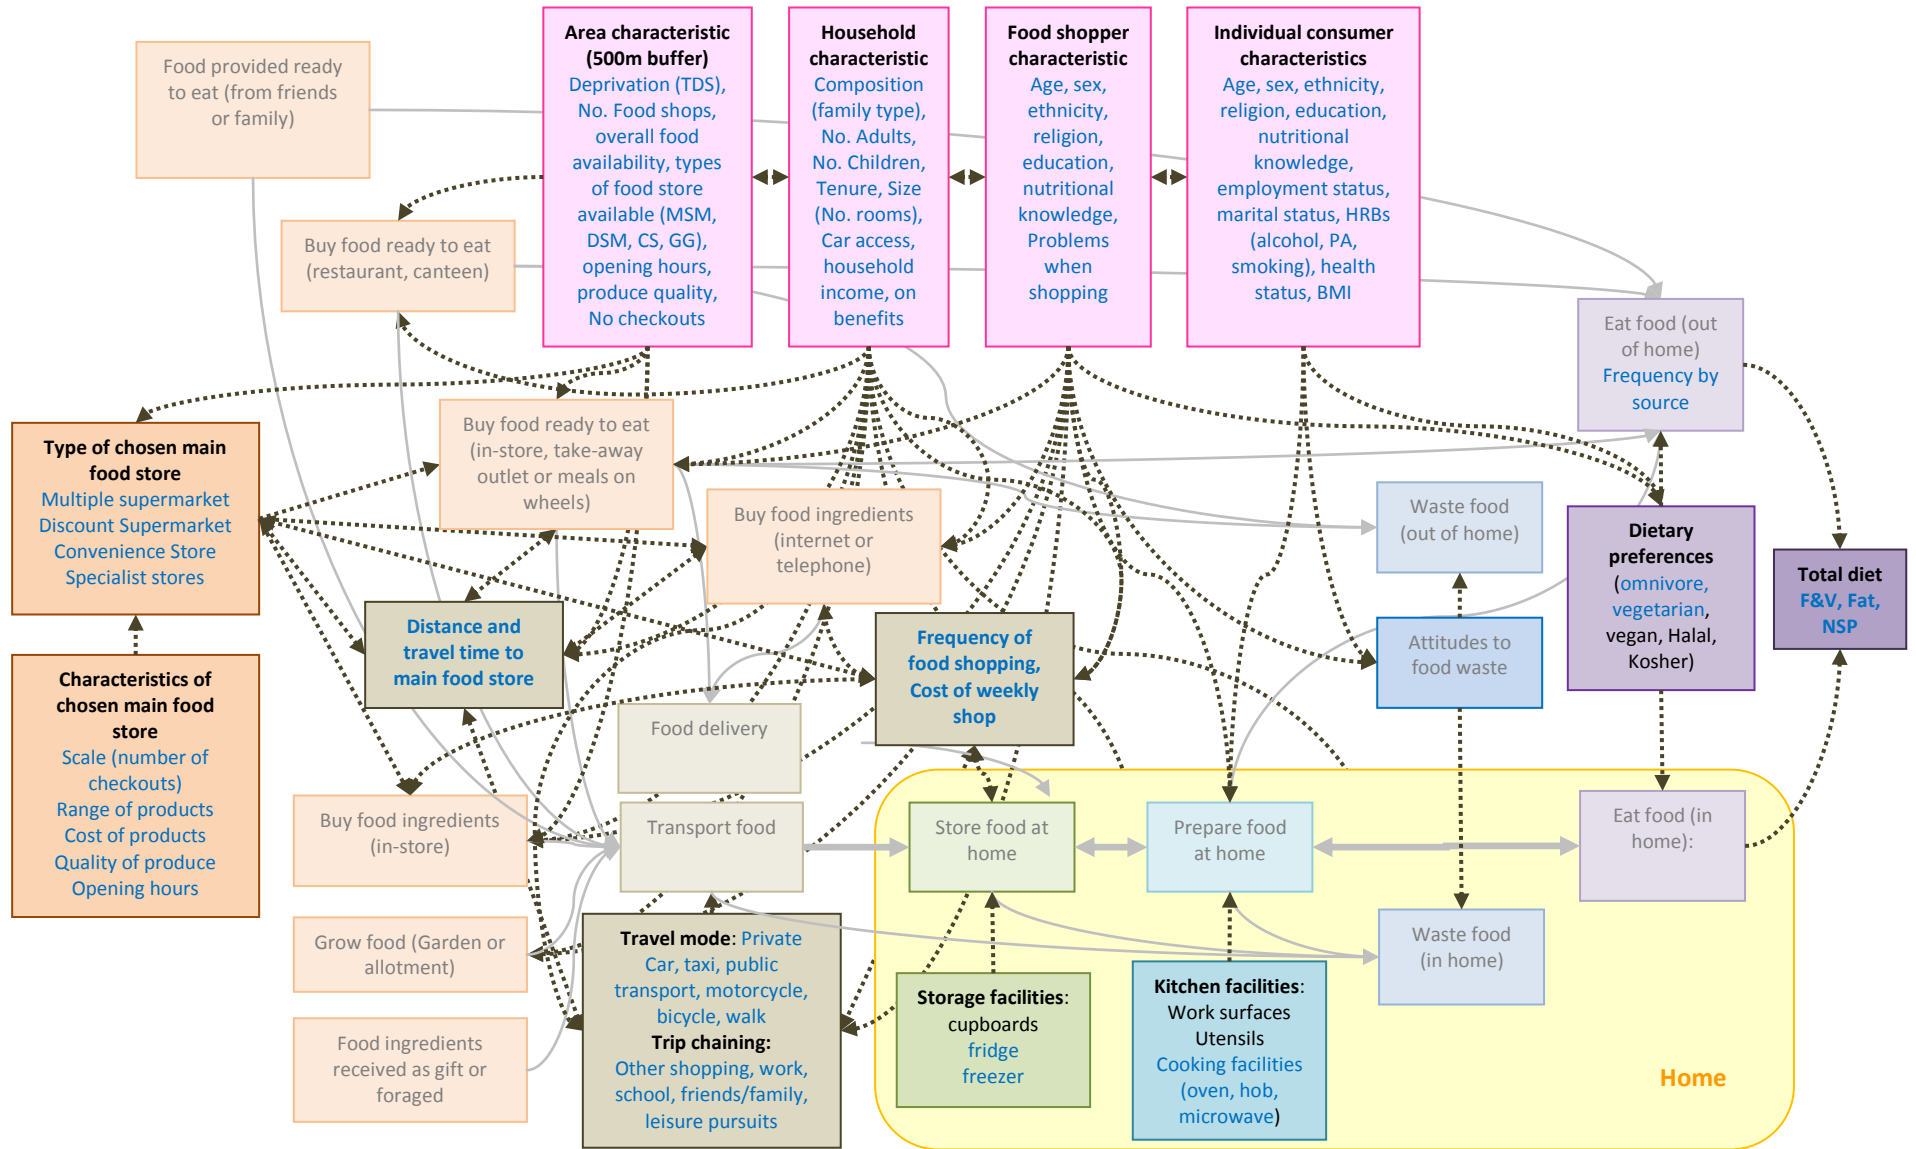 Food provided ready
to eat (from friends
or family)
Area characteristic
(500m buffer)
Deprivation (TDS),
No. Food shops,
overall food
availability, types
of food store
available (MSM,
DSM, CS, GG),
opening hours,
produce quality,
No checkouts
Household
characteristic
Composition
(family type),
No. Adults,
No. Children,
Tenure, Size
(No. rooms),
Car access,
household
income, on
benefits
Food shopper
characteristic
Age, sex,
ethnicity,
religion,
education,
nutritional
knowledge,
Problems
when
shopping
Individual consumer
characteristics
Age, sex, ethnicity,
religion, education,
nutritional
knowledge,
employment status,
marital status, HRBs
(alcohol, PA,
smoking), health
status, BMI
Buy food ready to eat
(restaurant, canteen)
Eat food (out
of home)
Frequency by
source
Type of chosen main
food store
Multiple supermarket
Discount Supermarket
Convenience Store
Specialist stores
Buy food ready to eat
(in-store, take-away
outlet or meals on
wheels)
Buy food ingredients
(internet or
telephone)
Waste food
(out of home)
Dietary
preferences
(omnivore,
vegetarian,
vegan, Halal,
Kosher)
Total diet
F&V, Fat,
NSP
Distance and
travel time to
main food store
Frequency of
food shopping,
Cost of weekly
shop
Attitudes to
food waste
Characteristics of
chosen main food
store
Scale (number of
checkouts)
Range of products
Cost of products
Quality of produce
Opening hours
Food delivery
Buy food ingredients
(in-store)
Transport food
Store food at
home
Prepare food
at home
Eat food (in
home):
Grow food (Garden or
allotment)
Travel mode: Private
Car, taxi, public
transport, motorcycle,
bicycle, walk
Trip chaining:
Other shopping, work,
school, friends/family,
leisure pursuits
Waste food
(in home)
Storage facilities:
cupboards
fridge
freezer
Kitchen facilities:
Work surfaces
Utensils
Cooking facilities
(oven, hob,
microwave)
Food ingredients
received as gift or
foraged
Home